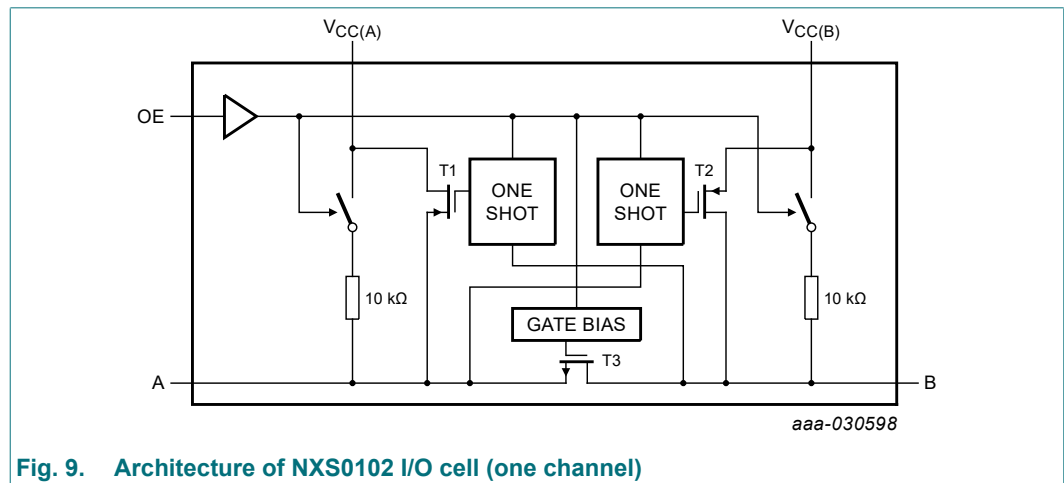 VCC(A)
VCC(B)
OE
T1
ONE
SHOT
ONE
SHOT
T2
10 kΩ
10 kΩ
GATE BIAS
T3
A
B
aaa-030598
Fig. 9. Architecture of NXS0102 I/O cell (one channel)